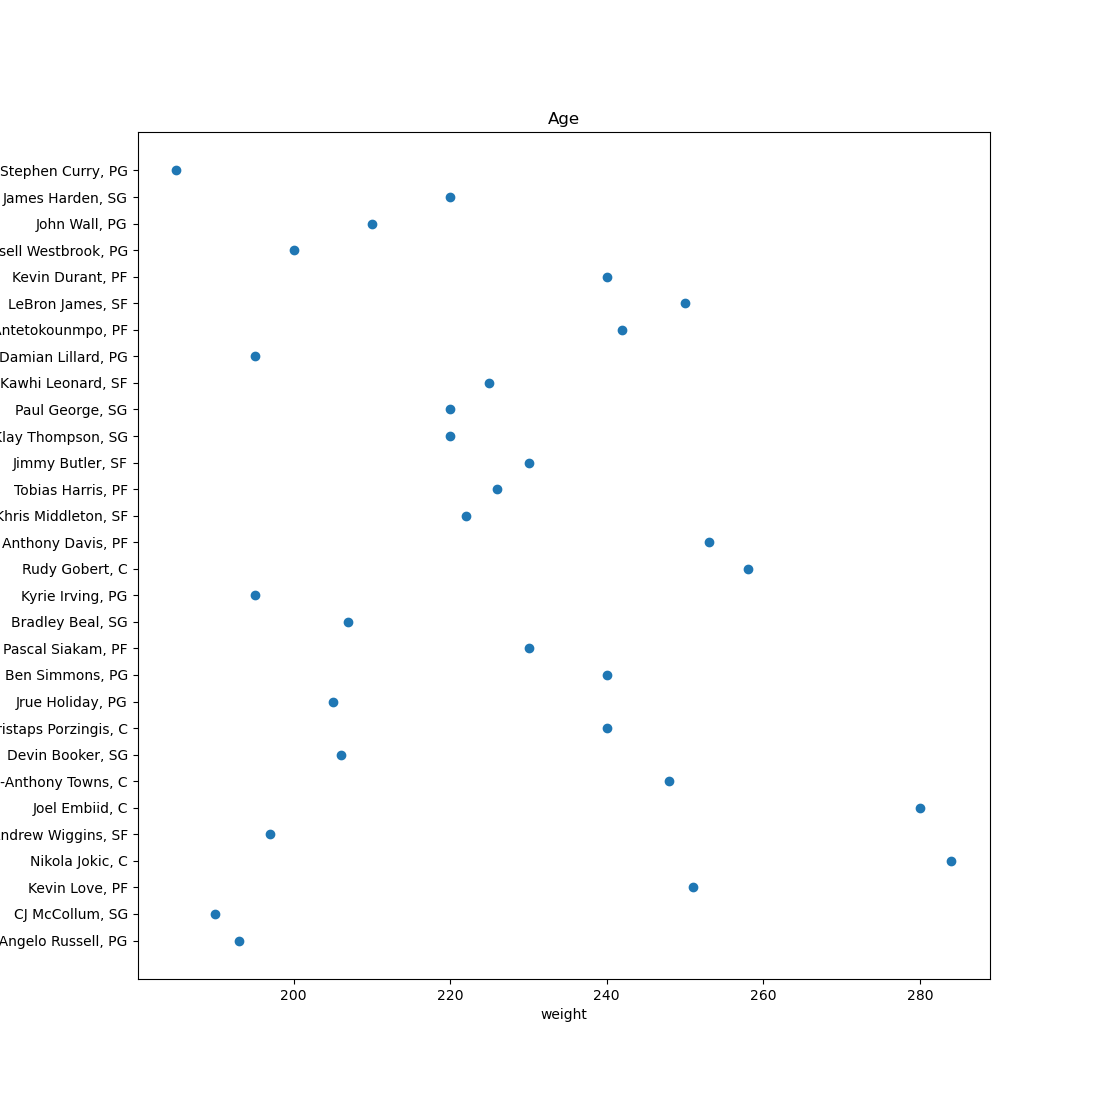 Age
Stephen Curry, PG
James Harden, SG
John Wall, PG
sell Westbrook, PG
Kevin Durant, PF
LeBron James, SF
Antetokounmpo, PF
Damian Lillard, PG
Kawhi Leonard, SF
Paul George, SG
Klay Thompson, SG
Jimmy Butler, SF
Tobias Harris, PF
Khris Middleton, SF
Anthony Davis, PF
Rudy Gobert, C
Kyrie Irving, PG
Bradley Beal, SG
Pascal Siakam, PF
Ben Simmons, PG
Jrue Holiday, PG
ristaps Porzingis, C
Devin Booker, SG
-Anthony Towns, C
Joel Embiid, C
ndrew Wiggins, SF
Nikola Jokic, C
Kevin Love, PF
CJ McCollum, SG
Angelo Russell, PG
200 220 240 260 280
weight